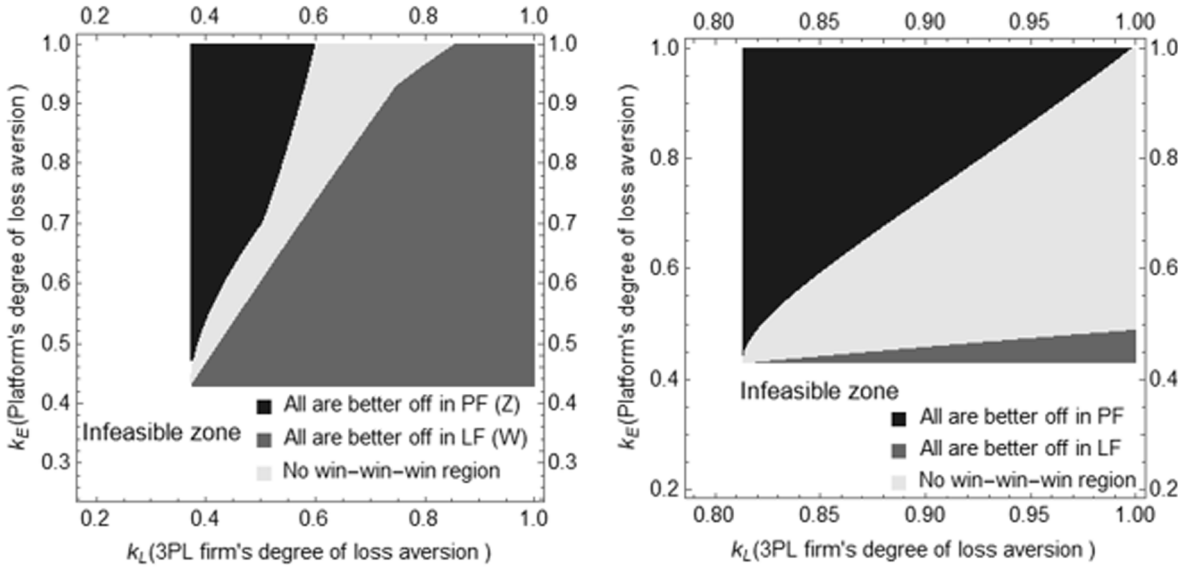 0.2 0.4 0.6 0.8 1.0
1.0 1.0
0.9 0.9
0.8 0.8
0.7 0.7
0.6 0.6
0.5 0.5
0.4 0.4
0.3 0.3
kE(Platform's degree of loss aversion )
Infeasible zone
All are better off in PF (Z)
All are better off in LF (W)
No win–win–win region
0.2 0.4 0.6 0.8 1.0
kL(3PL firm's degree of loss aversion )
0.80 0.85 0.90 0.95 1.00
1.0 1.0
0.8 0.8
0.6 0.6
0.4 0.4
0.2 0.2
kE(Platform's degree of loss aversion )
Infeasible zone
All are better off in PF
All are better off in LF
No win–win–win region
0.80 0.85 0.90 0.95 1.00
kL(3PL firm's degree of loss aversion )